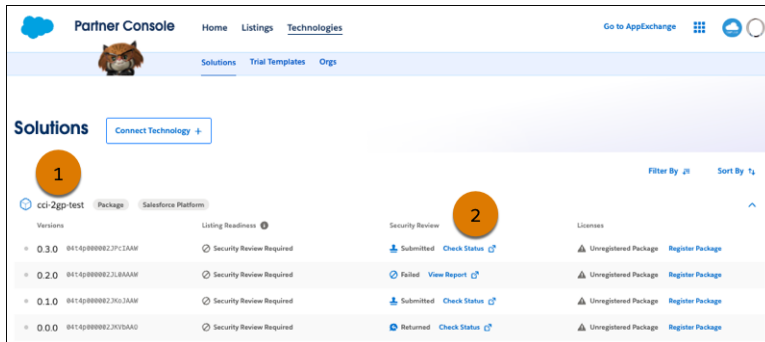 Partner Console
Home Listings Technologies
Go to AppExchange
Solutions Trial Templates Orgs
Solutions
Connect Technology +
1
Filter By
Sort By
cci-2gp-test Package Salesforce Platform
2
Versions Listing Readiness Security Review Licenses
0.3.0 04t4p000002JPcIAAW Security Review Required Submitted Check Status Unregistered Package Register Package
0.2.0 04t4p000002JL0AAAW Security Review Required Failed View Report Unregistered Package Register Package
0.1.0 04t4p000002JKoJAAW Security Review Required Submitted Check Status Unregistered Package Register Package
0.0.0 04t4p000002JKVbAAO Security Review Required Returned Check Status Unregistered Package Register Package